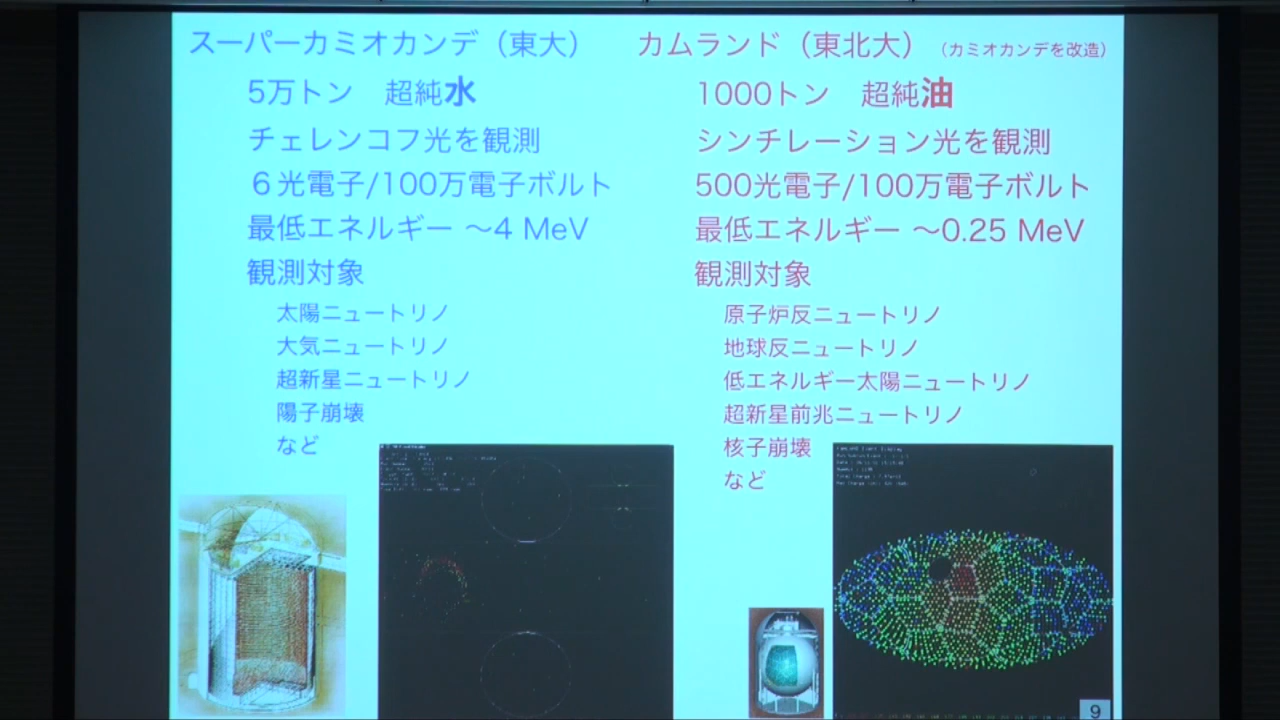 スーパーカミオカンデ（東大）
5万トン　超純水
チェレンコフ光を観測
６光電子/100万電子ボルト
最低エネルギー ～4 MeV
観測対象
太陽ニュートリノ
大気ニュートリノ
超新星ニュートリノ
陽子崩壊
など
カムランド（東北大）（カミオカンデを改造）
1000トン　超純油
シンチレーション光を観測
500光電子/100万電子ボルト
最低エネルギー ～0.25 MeV
観測対象
原子炉反ニュートリノ
地球反ニュートリノ
低エネルギー太陽ニュートリノ
超新星前兆ニュートリノ
核子崩壊
など
9